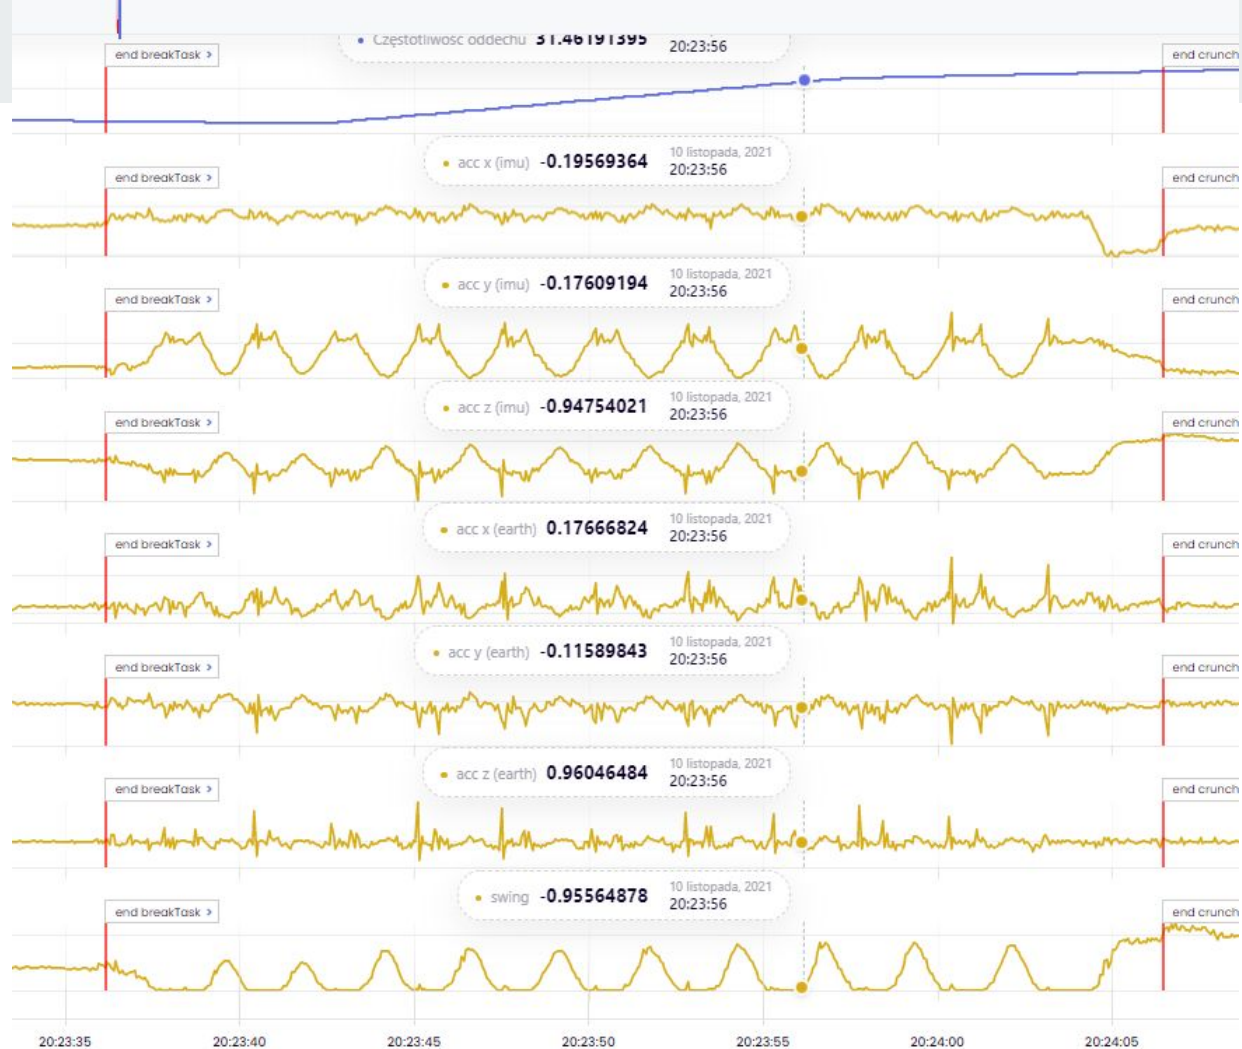 Częstotliwość oddechu 31.46191395 20:23:56
end breakTask >
end crunch
acc x (imu) -0.19569364 10 listopada, 2021
20:23:56
end breakTask >
end crunch
acc y (imu) -0.17609194 10 listopada, 2021
20:23:56
end breakTask >
end crunch
acc z (imu) -0.94754021 10 listopada, 2021
20:23:56
end breakTask >
end crunch
acc x (earth) 0.17666824 10 listopada, 2021
20:23:56
end breakTask >
end crunch
acc y (earth) -0.11589843 10 listopada, 2021
20:23:56
end breakTask >
end crunch
acc z (earth) 0.96046484 10 listopada, 2021
20:23:56
end breakTask >
end crunch
swing -0.95564878 10 listopada, 2021
20:23:56
end breakTask >
end crunch
20:23:35 20:23:40 20:23:45 20:23:50 20:23:55 20:24:00 20:24:05